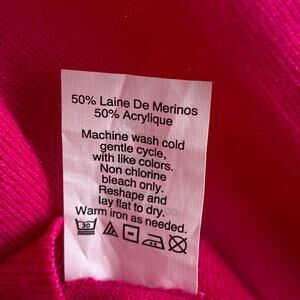 50% Laine De Merinos
50% Acrylique
Machine wash cold
gentle cycle,
with like colors.
Non chlorine
bleach only.
Reshape and
lay flat to dry.
Warm iron as needed.
30